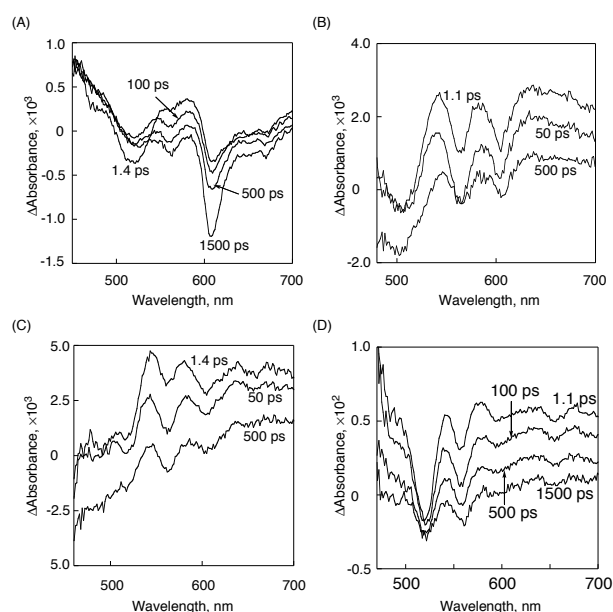 (A)
ΔAbsorbance, ×10³
1.0
0.5
0
-0.5
-1.0
-1.5
100 ps
1.4 ps
500 ps
1500 ps
500
600
700
Wavelength, nm
(B)
ΔAbsorbance, ×10³
4.0
2.0
0
-2.0
1.1 ps
50 ps
500 ps
500
600
700
Wavelength, nm
(C)
ΔAbsorbance, ×10³
5.0
2.5
0
-2.5
5.0
1.4 ps
50 ps
500 ps
500
600
700
Wavelength, nm
(D)
ΔAbsorbance, ×10²
1.0
0.5
0
-0.5
100 ps
1.1 ps
500 ps
1500 ps
500
600
700
Wavelength, nm